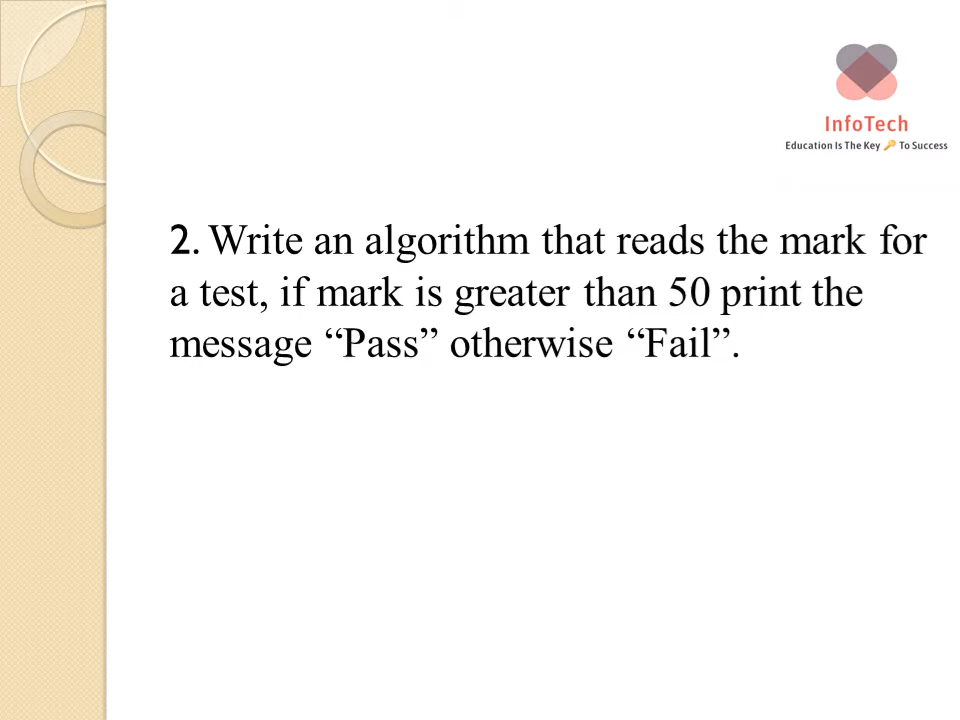 InfoTech
Education Is The Key 🔑 To Success
2. Write an algorithm that reads the mark for
a test, if mark is greater than 50 print the
message “Pass” otherwise “Fail”.